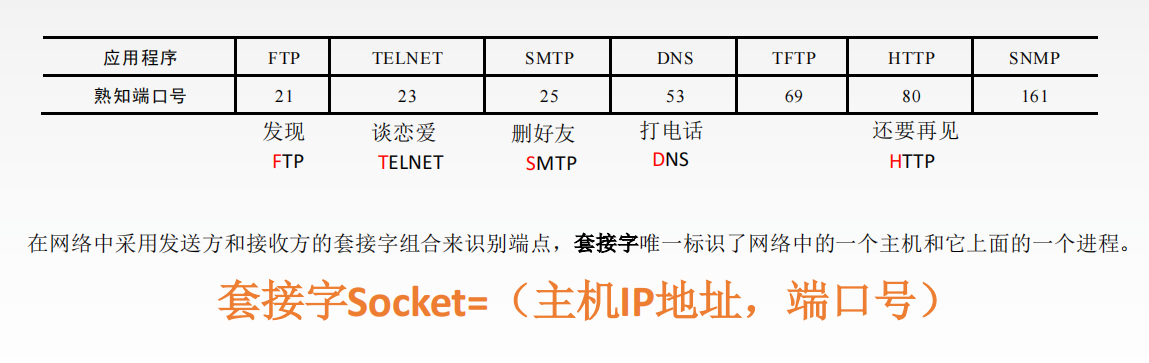 应用程序 FTP TELNET SMTP DNS TFTP HTTP SNMP
熟知端口号 21 23 25 53 69 80 161
发现 谈恋爱 删好友 打电话 还要再见
FTP TELNET SMTP DNS HTTP
在网络中采用发送方和接收方的套接字组合来识别端点，套接字唯一标识了网络中的一个主机和它上面的一个进程。
套接字Socket=（主机IP地址，端口号）